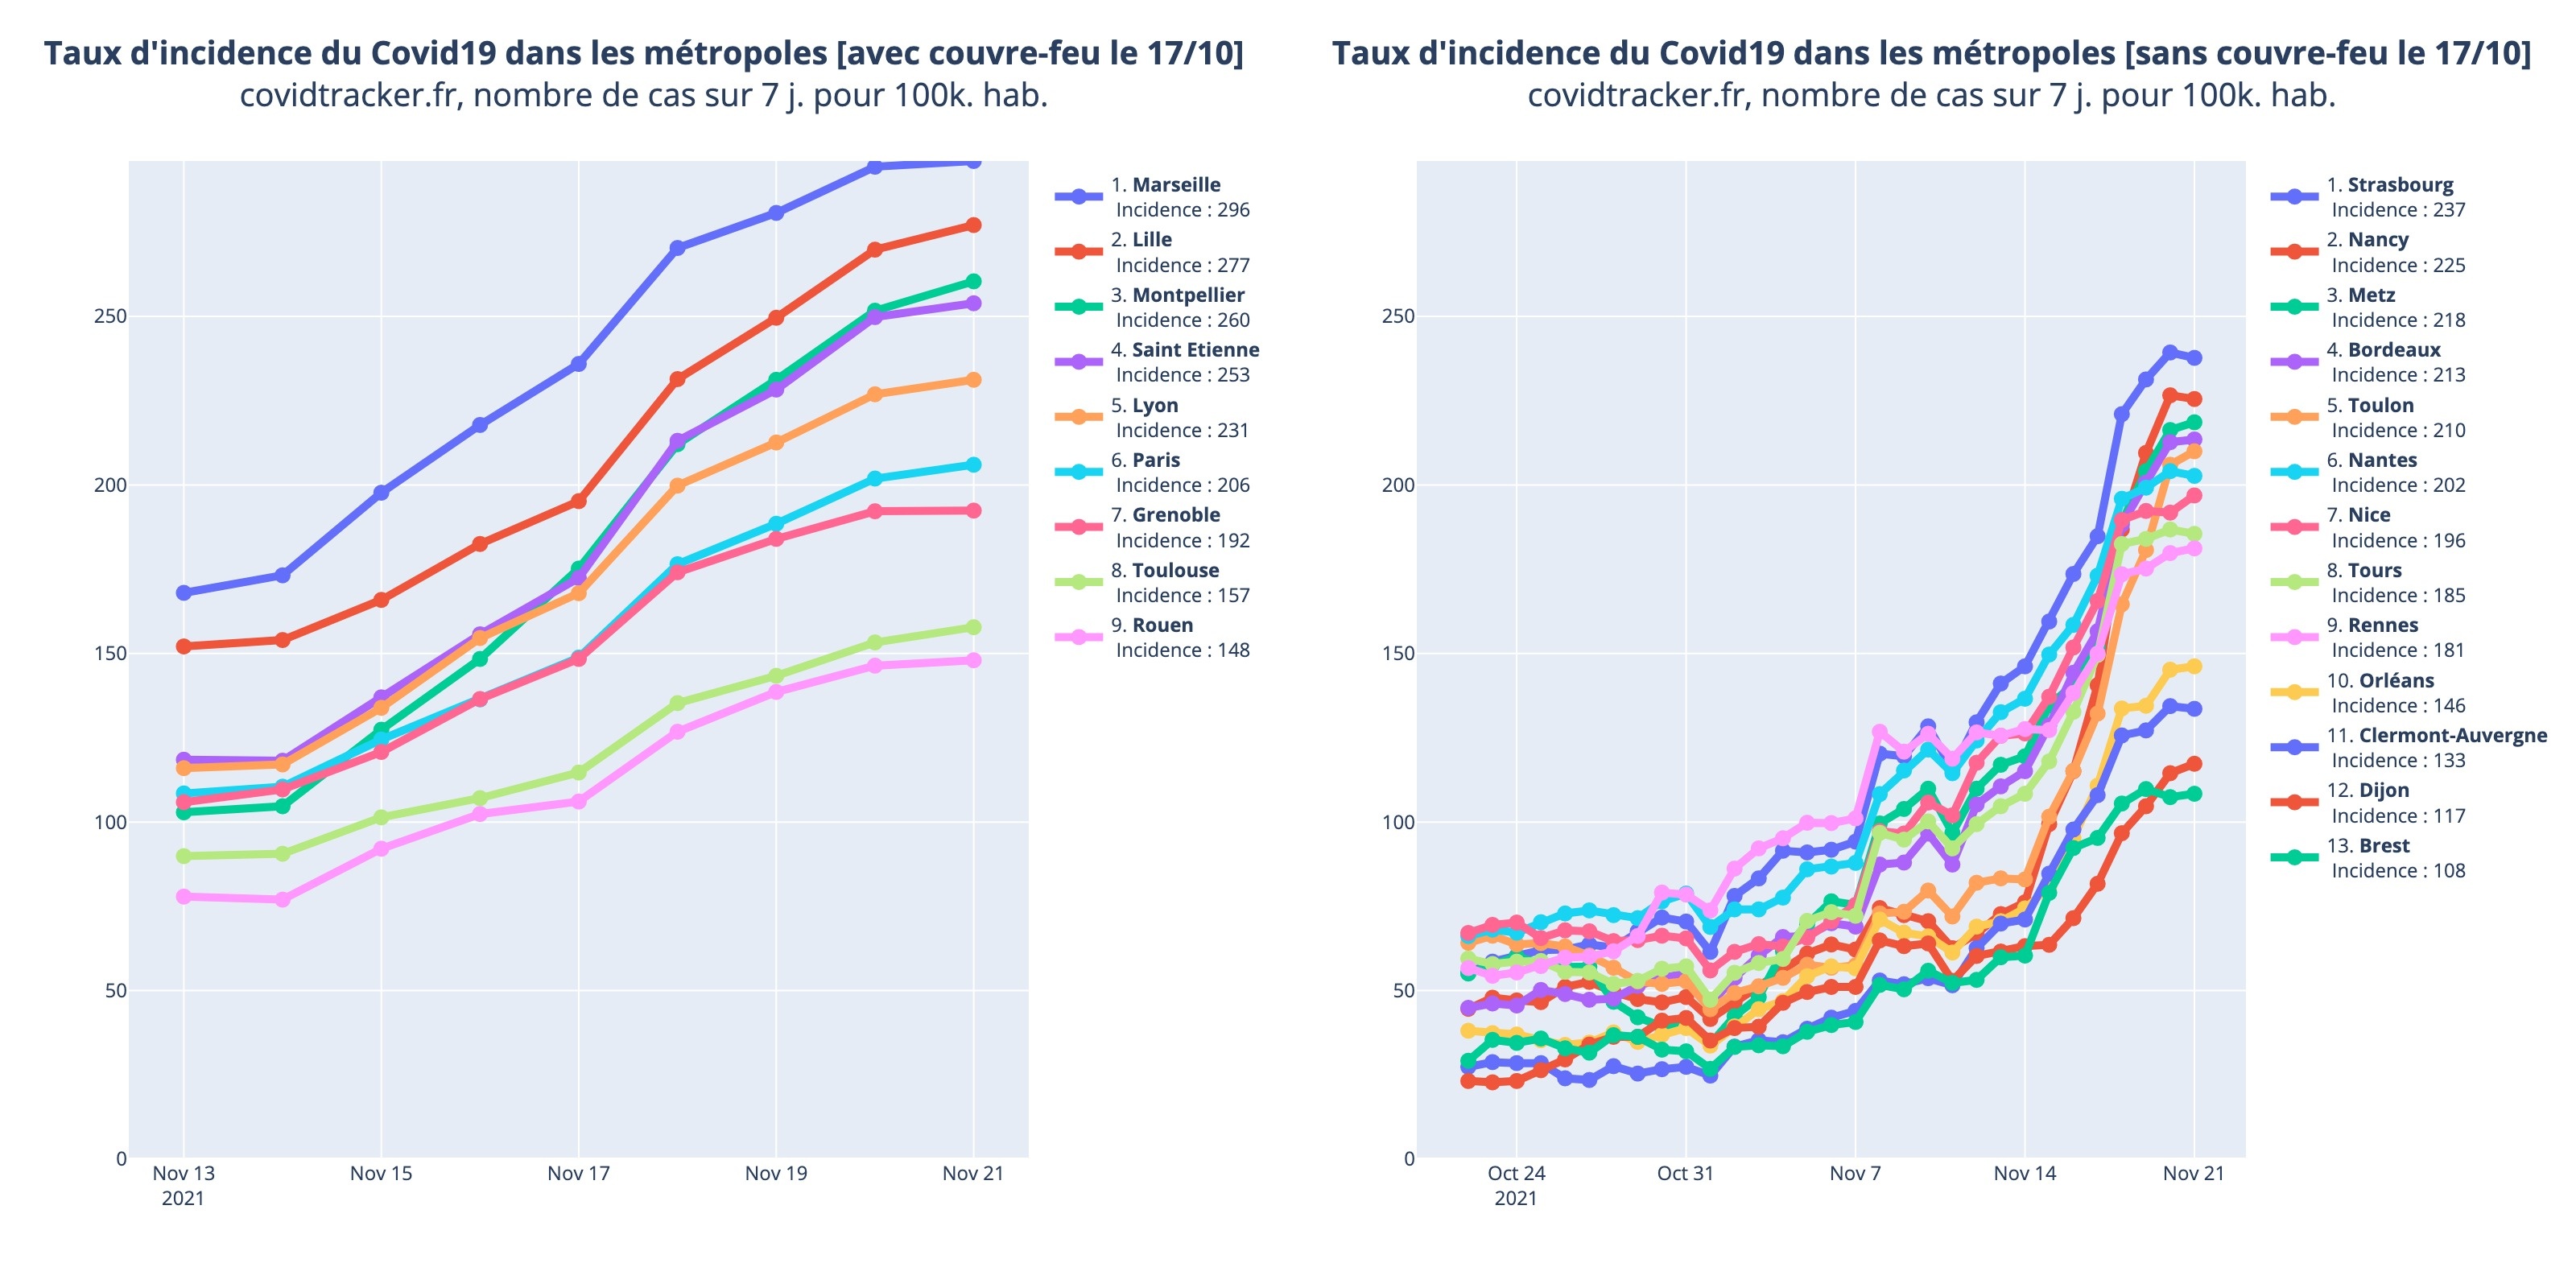 Taux d'incidence du Covid19 dans les métropoles [avec couvre-feu le 17/10]
covidtracker.fr, nombre de cas sur 7 j. pour 100k. hab.
250
200
150
100
50
0
Nov 13
2021
Nov 15
Nov 17
Nov 19
Nov 21
1. Marseille
Incidence : 296
2. Lille
Incidence : 277
3. Montpellier
Incidence : 260
4. Saint Etienne
Incidence : 253
5. Lyon
Incidence : 231
6. Paris
Incidence : 206
7. Grenoble
Incidence : 192
8. Toulouse
Incidence : 157
9. Rouen
Incidence : 148
Taux d'incidence du Covid19 dans les métropoles [sans couvre-feu le 17/10]
covidtracker.fr, nombre de cas sur 7 j. pour 100k. hab.
250
200
150
100
50
0
Oct 24
2021
Oct 31
Nov 7
Nov 14
Nov 21
1. Strasbourg
Incidence : 237
2. Nancy
Incidence : 225
3. Metz
Incidence : 218
4. Bordeaux
Incidence : 213
5. Toulon
Incidence : 210
6. Nantes
Incidence : 202
7. Nice
Incidence : 196
8. Tours
Incidence : 185
9. Rennes
Incidence : 181
10. Orléans
Incidence : 146
11. Clermont-Auvergne
Incidence : 133
12. Dijon
Incidence : 117
13. Brest
Incidence : 108